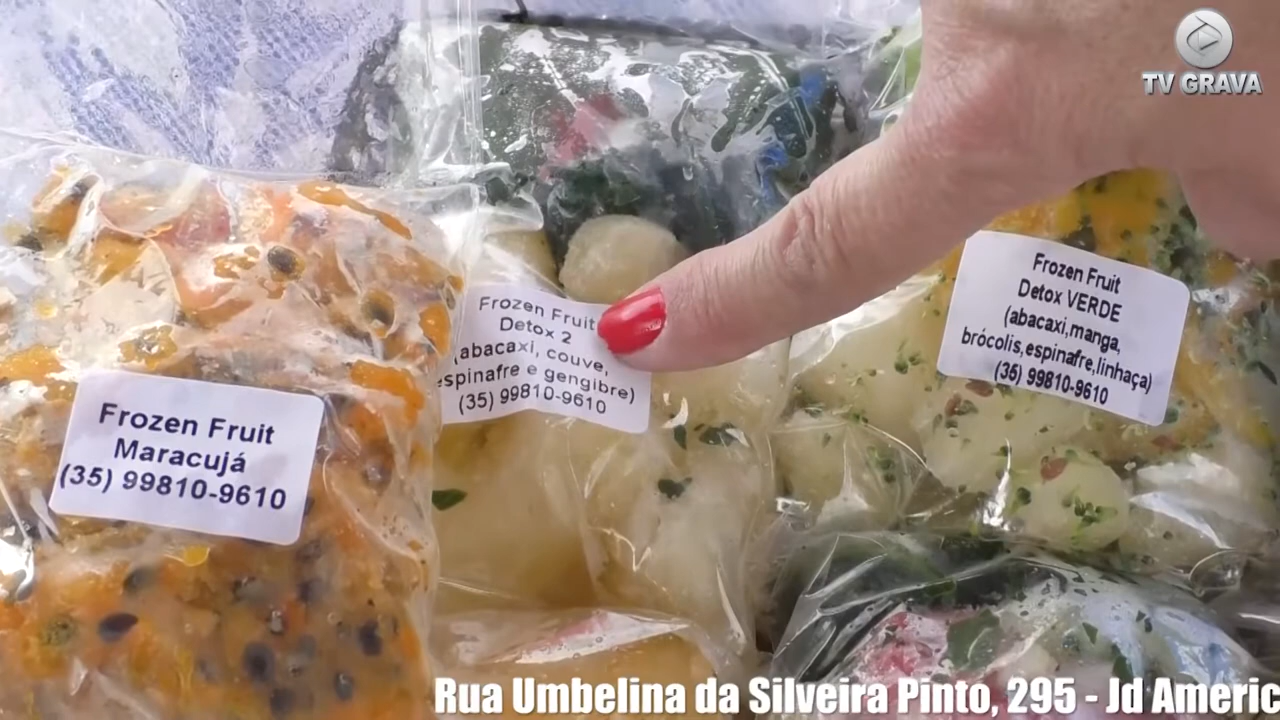 TV GRAVA
Frozen Fruit
Maracujá
(35) 99810-9610
Frozen Fruit
Detox 2
(abacaxi, couve,
espinafre e gengibre)
(35) 99810-9610
Frozen Fruit
Detox VERDE
(abacaxi,manga,
brócolis,espinafre,linhaça)
(35) 99810-9610
Rua Umbelina da Silveira Pinto, 295 - Jd Americ